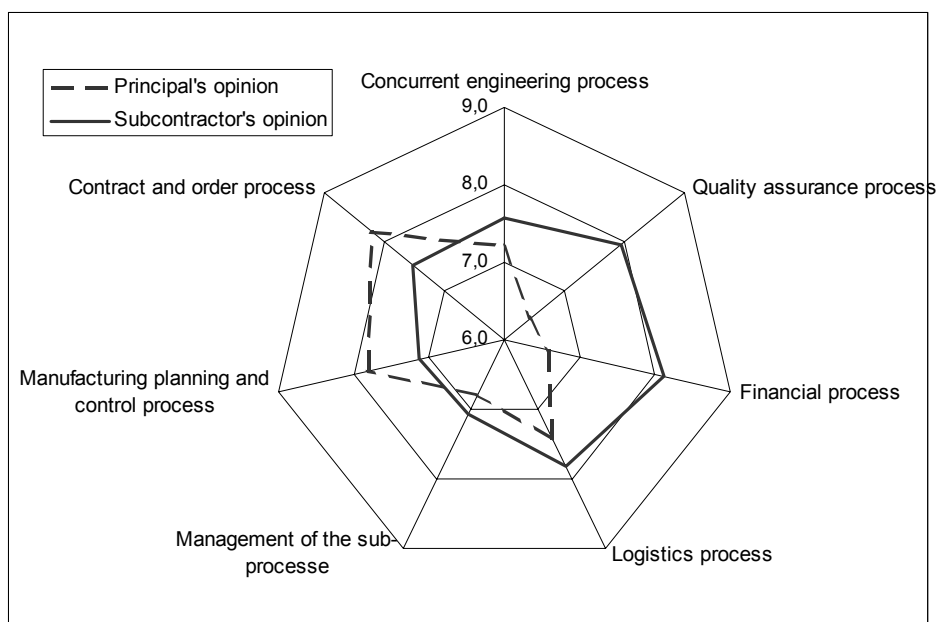 Principal's opinion
Subcontractor's opinion
Concurrent engineering process
9,0
8,0
7,0
6,0
Quality assurance process
Financial process
Logistics process
Management of the sub-
processe
Manufacturing planning and
control process
Contract and order process